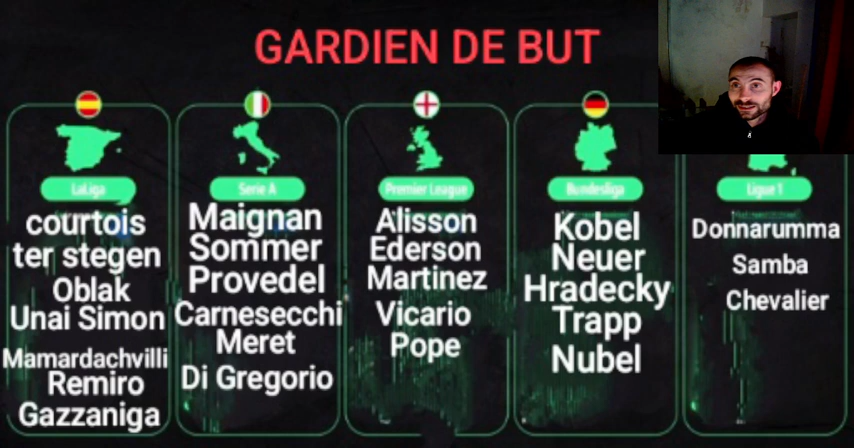 GARDIEN DE BUT
LaLiga
courtois
ter stegen
Oblak
Unai Simon
Mamardachvilli
Remiro
Gazzaniga
Serie A
Maignan
Sommer
Provedel
Carnesecchi
Meret
Di Gregorio
Premier League
Alisson
Ederson
Martinez
Vicario
Pope
Bundesliga
Kobel
Neuer
Hradecky
Trapp
Nubel
Ligue 1
Donnarumma
Samba
Chevalier